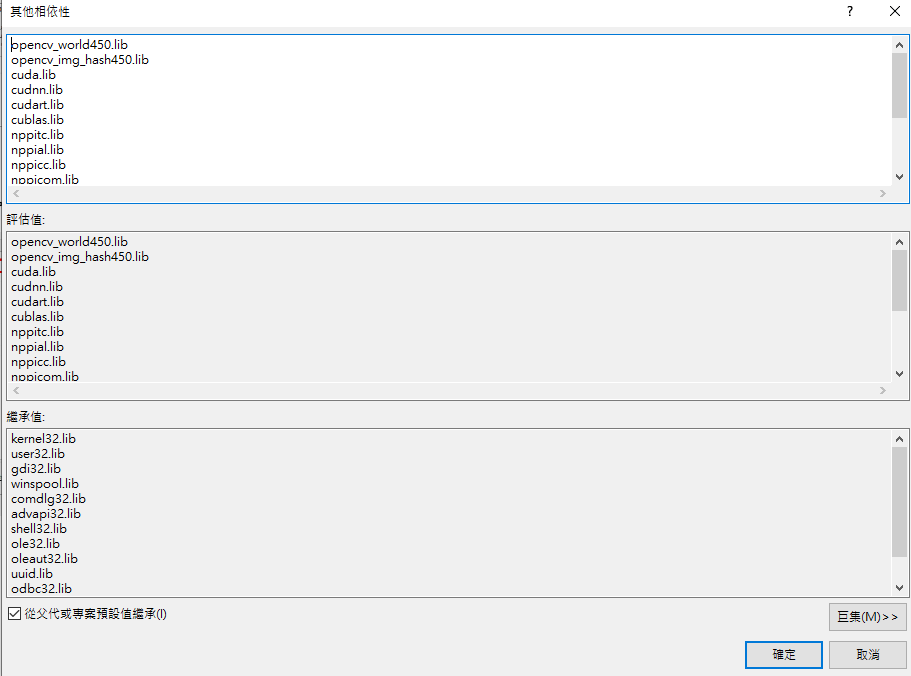 其他相依性
?
opencv_world450.lib
opencv_img_hash450.lib
cuda.lib
cudnn.lib
cudart.lib
cublas.lib
nppitc.lib
nppial.lib
nppicc.lib
nppicom.lib
評估值:
opencv_world450.lib
opencv_img_hash450.lib
cuda.lib
cudnn.lib
cudart.lib
cublas.lib
nppitc.lib
nppial.lib
nppicc.lib
nppicom.lib
繼承值:
kernel32.lib
user32.lib
gdi32.lib
winspool.lib
comdlg32.lib
advapi32.lib
shell32.lib
ole32.lib
oleaut32.lib
uuid.lib
odbc32.lib
從父代或專案預設值繼承(I)
巨集(M)>>
確定
取消